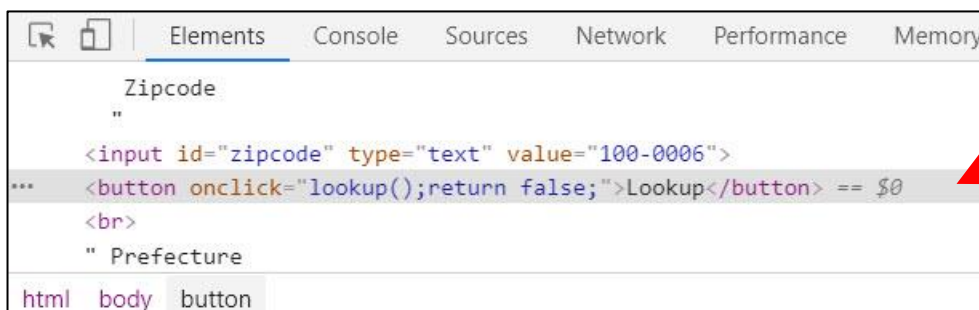 Elements Console Sources Network Performance Memory
Zipcode
"
<input id="zipcode" type="text" value="100-0006">
... <button onclick="lookup();return false;">Lookup</button> == $0
<br>
" Prefecture
html body button